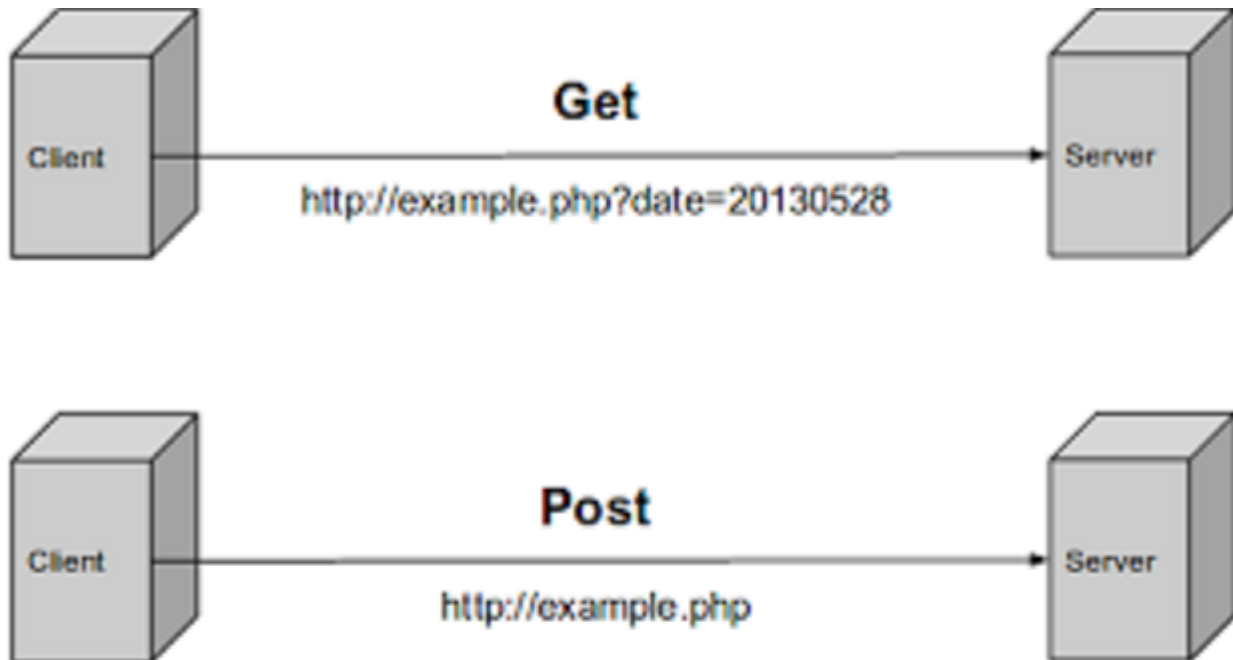 Get
Client
Server
http://example.php?date=20130528
Post
Client
Server
http://example.php